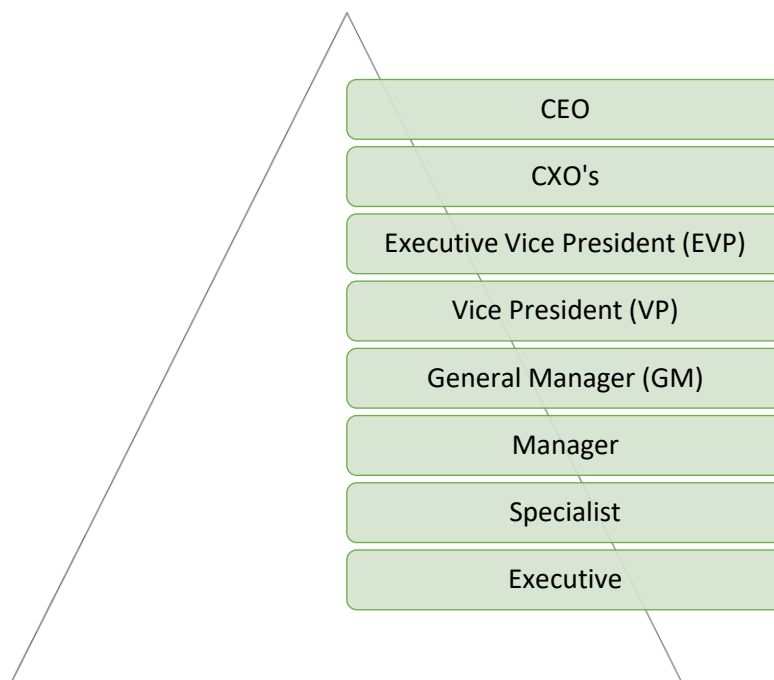 CEO
CXO's
Executive Vice President (EVP)
Vice President (VP)
General Manager (GM)
Manager
Specialist
Executive